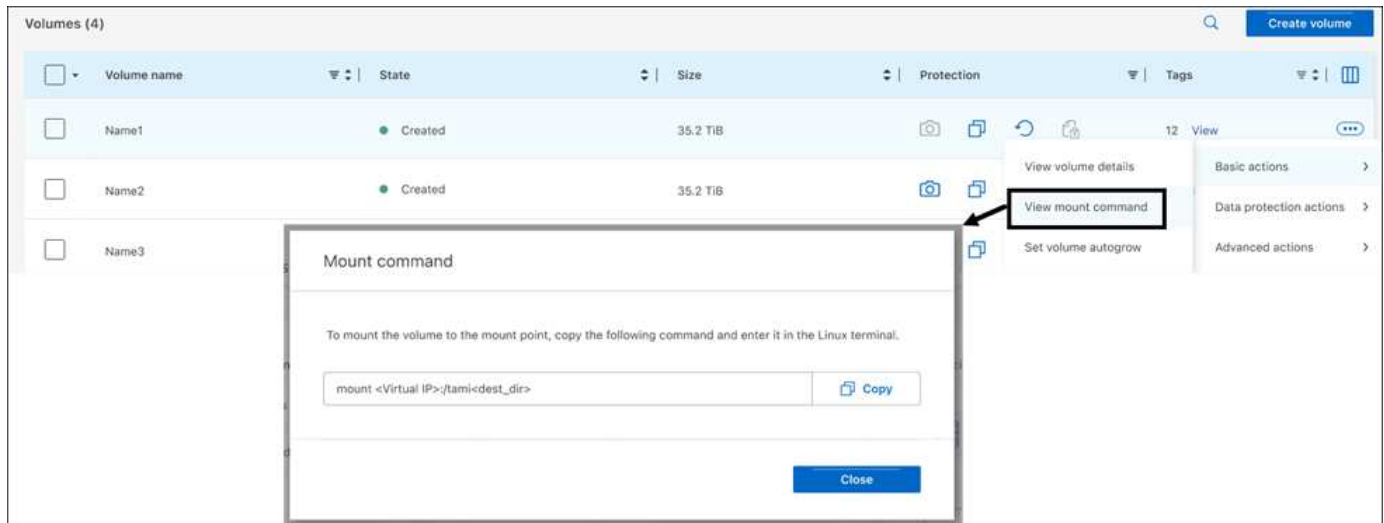 Volumes (4)
Create volume
Volume name
State
Size
Protection
Tags
Name1
Created
35.2 TiB
12 View
View volume details
Basic actions
Name2
Created
35.2 TiB
View mount command
Data protection actions
Name3
Set volume autogrow
Advanced actions
Mount command
To mount the volume to the mount point, copy the following command and enter it in the Linux terminal.
mount <Virtual IP>:/tami<dest_dir>
Copy
Close